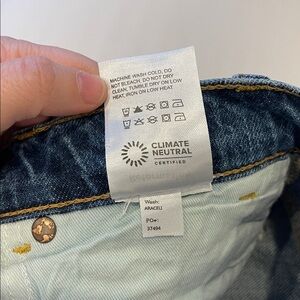 MACHINE WASH COLD, DO
NOT BLEACH, DO NOT DRY
CLEAN, TUMBLE DRY ON LOW
HEAT, IRON ON LOW HEAT
CLIMATE
NEUTRAL
CERTIFIED
Wash:
ARACELI
PO#:
37494